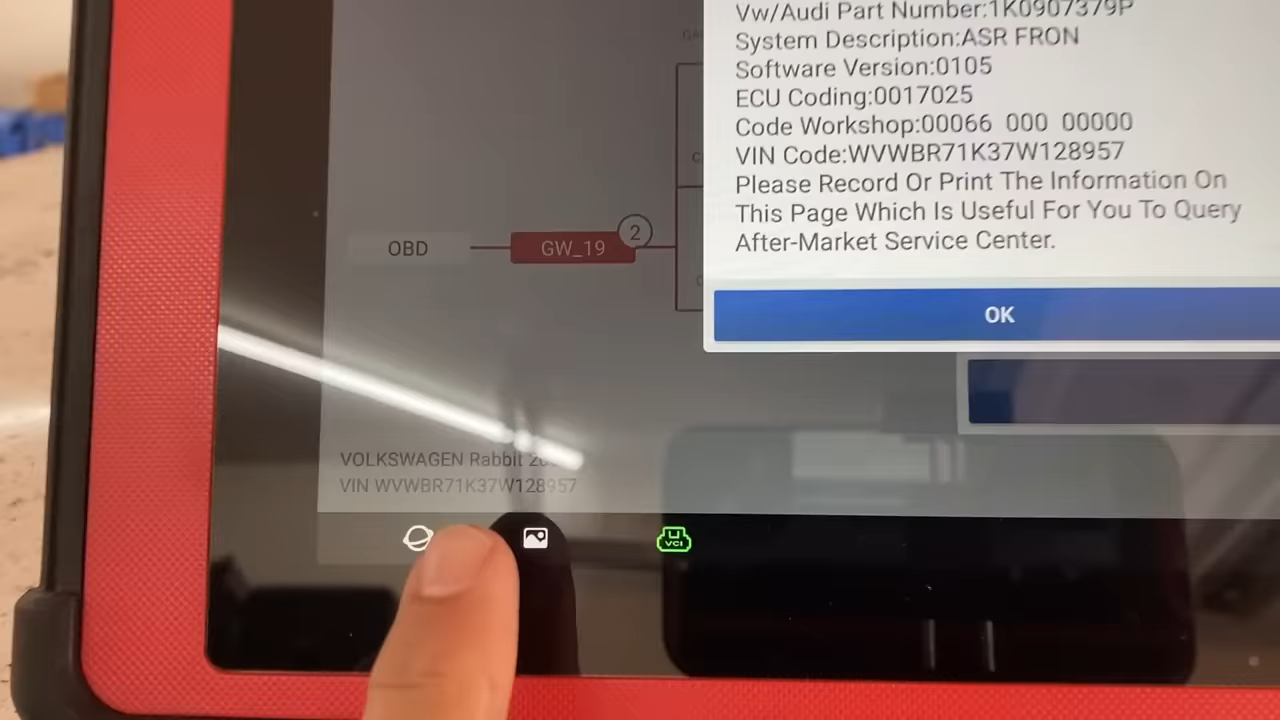 Vw/Audi Part Number:1K0907379P
System Description:ASR FRON
Software Version:0105
ECU Coding:0017025
Code Workshop:00066 000 00000
VIN Code:WVWBR71K37W128957
Please Record Or Print The Information On
This Page Which Is Useful For You To Query
After-Market Service Center.
OK
OBD
GW_19
2
VOLKSWAGEN Rabbit
VIN WVWBR71K37W128957
VCI